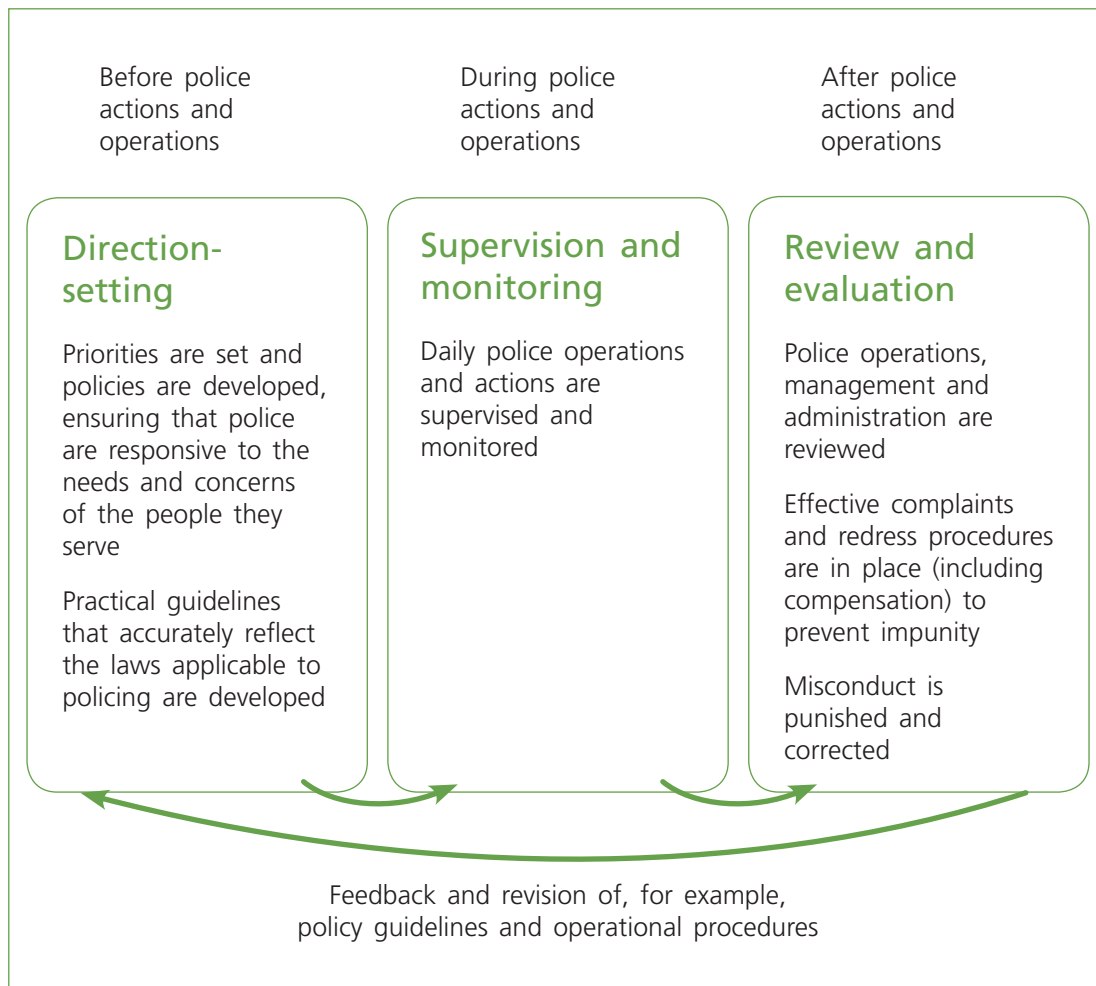 Before police
actions and
operations
During police
actions and
operations
After police
actions and
operations
Direction-
setting
Priorities are set and
policies are developed,
ensuring that police
are responsive to the
needs and concerns
of the people they
serve
Practical guidelines
that accurately reflect
the laws applicable to
policing are developed
Supervision and
monitoring
Daily police operations
and actions are
supervised and
monitored
Review and
evaluation
Police operations,
management and
administration are
reviewed
Effective complaints
and redress procedures
are in place (including
compensation) to
prevent impunity
Misconduct is
punished and
corrected
Feedback and revision of, for example,
policy guidelines and operational procedures